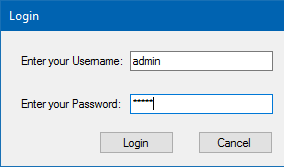 Login
Enter your Username: admin
Enter your Password: *****
Login Cancel